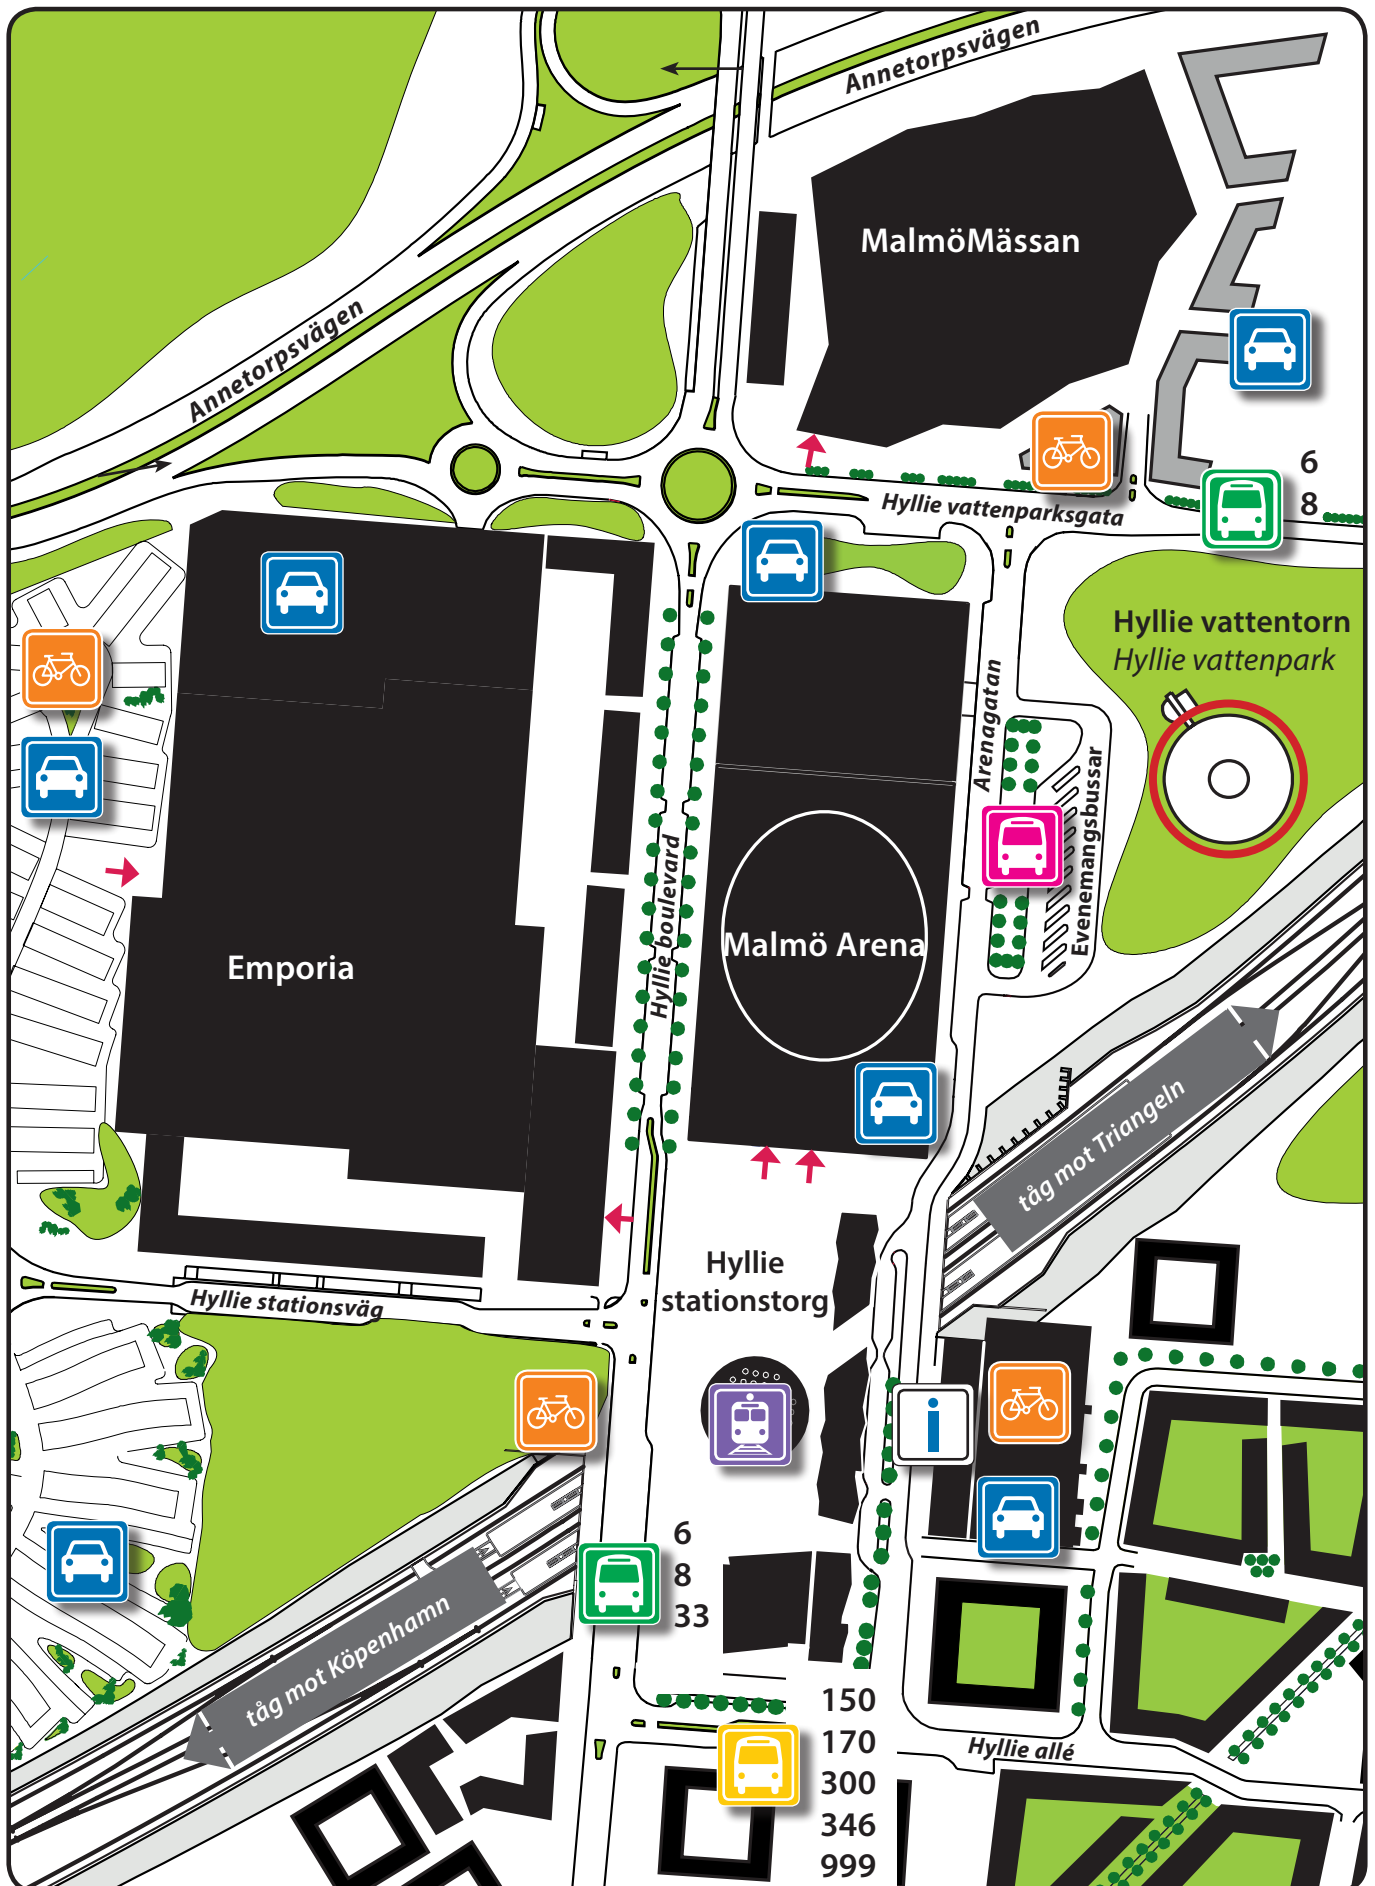 Annetorpsvägen
MalmöMässan
Annetorpsvägen
6
8
Hyllie vattenparksgata
Hyllie vattentorn
Hyllie vattenpark
Arenagatan
Evenemangsbussar
Hyllie boulevard
Malmö Arena
Emporia
tåg mot Triangeln
Hyllie
stationstorg
Hyllie stationsväg
i
6
8
33
tåg mot Köpenhamn
150
170
300
346
999
Hyllie allé